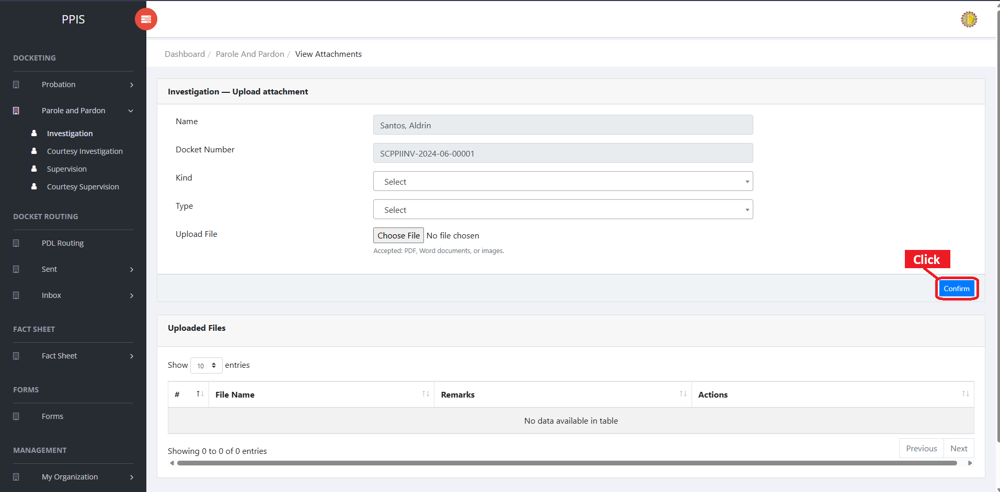 PPIS
DOCKETING
Probation
Parole and Pardon
Investigation
Courtesy Investigation
Supervision
Courtesy Supervision
DOCKET ROUTING
PDL Routing
Sent
Inbox
FACT SHEET
Fact Sheet
FORMS
Forms
MANAGEMENT
My Organization
Dashboard / Parole And Pardon / View Attachments
Investigation — Upload attachment
Name
Santos, Aldrin
Docket Number
SCPPIINV-2024-06-00001
Kind
Select
Type
Select
Upload File
Choose File No file chosen
Accepted: PDF, Word documents, or images.
Click
Confirm
Uploaded Files
Show 10 entries
# File Name Remarks Actions
No data available in table
Showing 0 to 0 of 0 entries
Previous Next